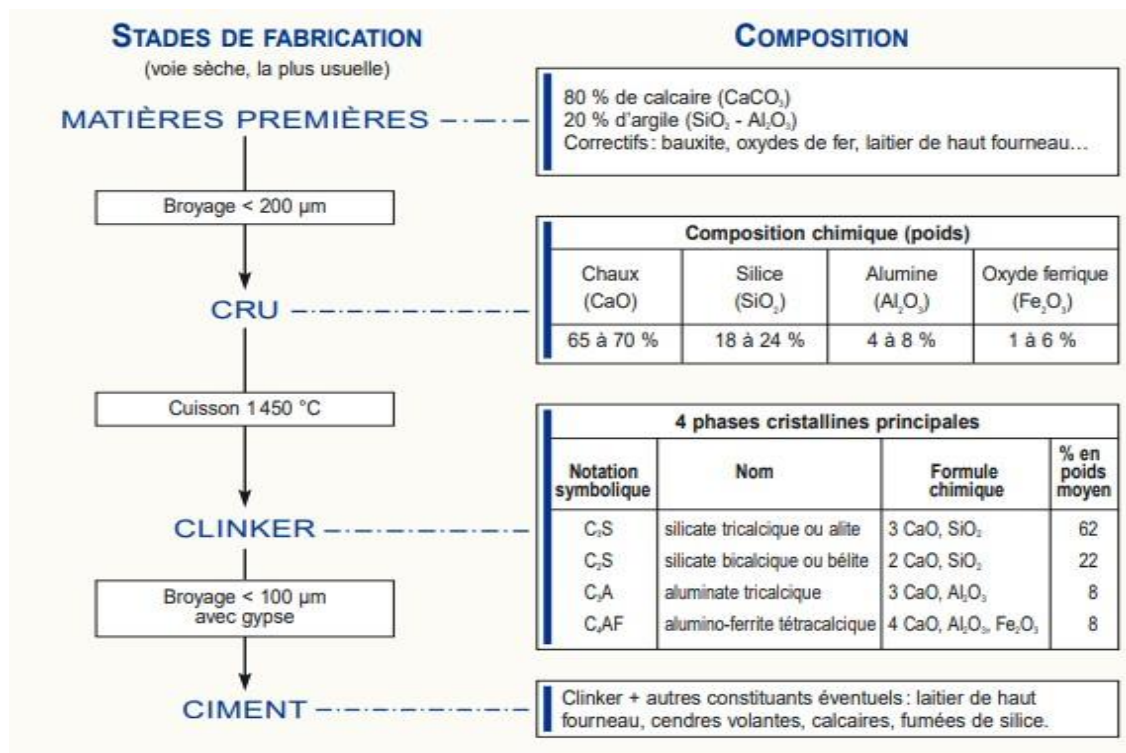 STADES DE FABRICATION
(voie sèche, la plus usuelle)
MATIÈRES PREMIÈRES
Broyage < 200 µm
CRU
Cuisson 1 450 °C
CLINKER
Broyage < 100 µm
avec gypse
CIMENT
COMPOSITION
80 % de calcaire (CaCO₃)
20 % d'argile (SiO₂ - Al₂O₃)
Correctifs : bauxite, oxydes de fer, laitier de haut fourneau…
Composition chimique (poids)
Chaux Silice Alumine Oxyde ferrique
(CaO) (SiO₂) (Al₂O₃) (Fe₂O₃)
65 à 70 % 18 à 24 % 4 à 8 % 1 à 6 %
4 phases cristallines principales
Notation symbolique Nom Formule chimique % en poids moyen
C₃S silicate tricalcique ou alite 3 CaO, SiO₂ 62
C₂S silicate bicalcique ou bélite 2 CaO, SiO₂ 22
C₃A aluminate tricalcique 3 CaO, Al₂O₃ 8
C₄AF alumino-ferrite tétracalcique 4 CaO, Al₂O₃, Fe₂O₃ 8
Clinker + autres constituants éventuels : laitier de haut
fourneau, cendres volantes, calcaires, fumées de silice.